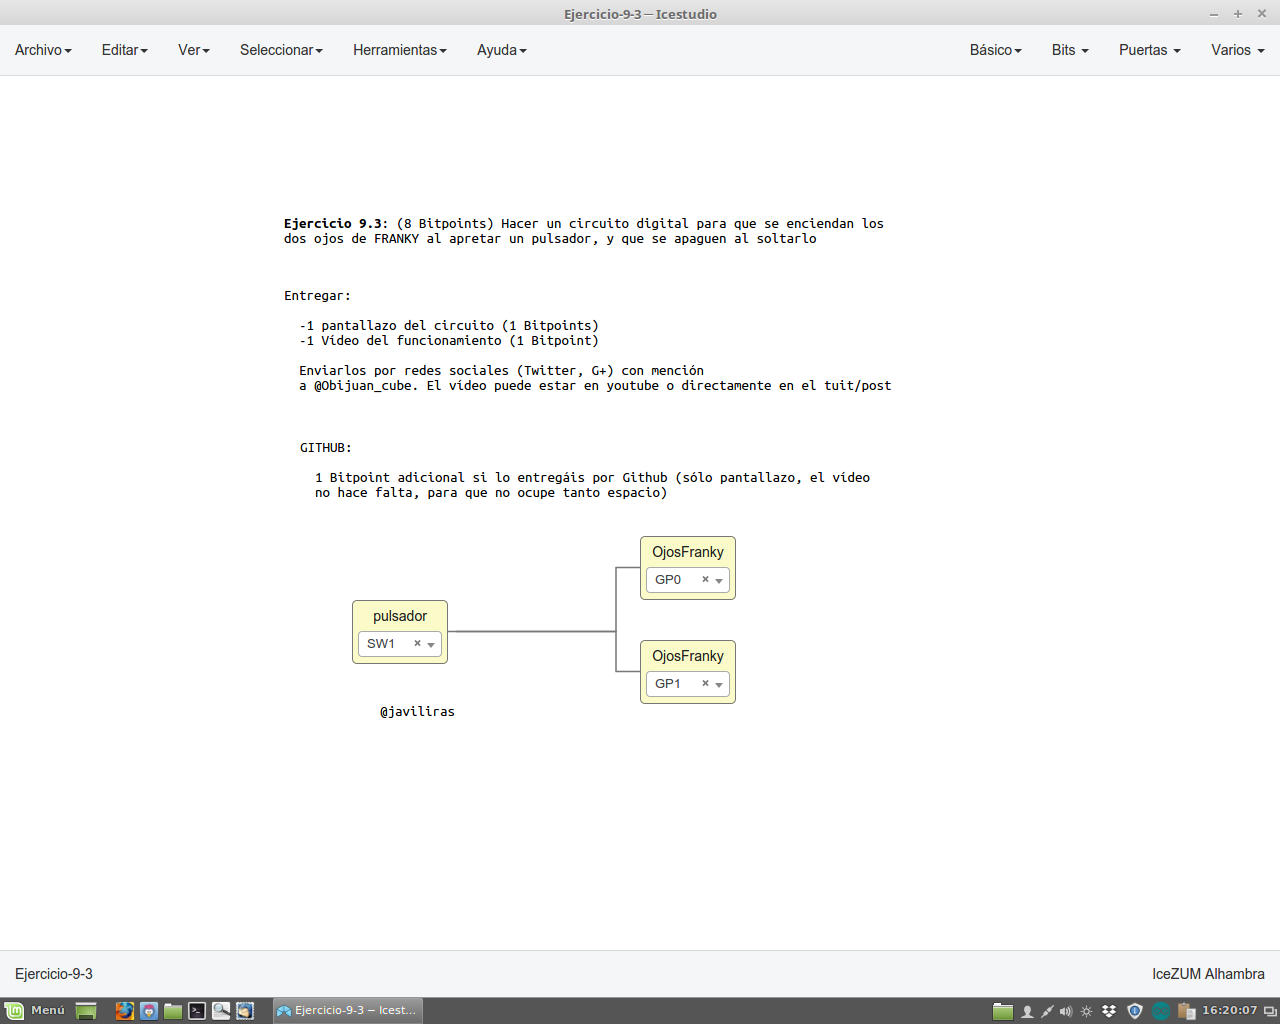 Ejercicio-9-3 — Icestudio
Archivo Editar Ver Seleccionar Herramientas Ayuda Básico Bits Puertas Varios
Ejercicio 9.3: (8 Bitpoints) Hacer un circuito digital para que se enciendan los
dos ojos de FRANKY al apretar un pulsador, y que se apaguen al soltarlo
Entregar:
-1 pantallazo del circuito (1 Bitpoints)
-1 Vídeo del funcionamiento (1 Bitpoint)
Enviarlos por redes sociales (Twitter, G+) con mención
a @Obijuan_cube. El vídeo puede estar en youtube o directamente en el tuit/post
GITHUB:
1 Bitpoint adicional si lo entregáis por Github (sólo pantallazo, el vídeo
no hace falta, para que no ocupe tanto espacio)
OjosFranky
GP0
pulsador
SW1
OjosFranky
GP1
@javiliras
Ejercicio-9-3 IceZUM Alhambra
Menú Ejercicio-9-3 — Icest... 16:20:07